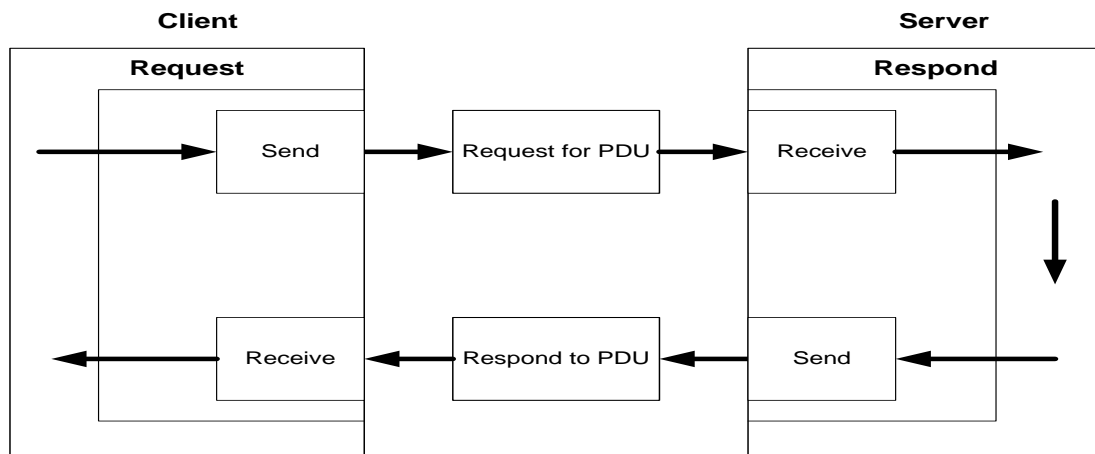 Client
Server
Request
Respond
Send
Request for PDU
Receive
Receive
Respond to PDU
Send